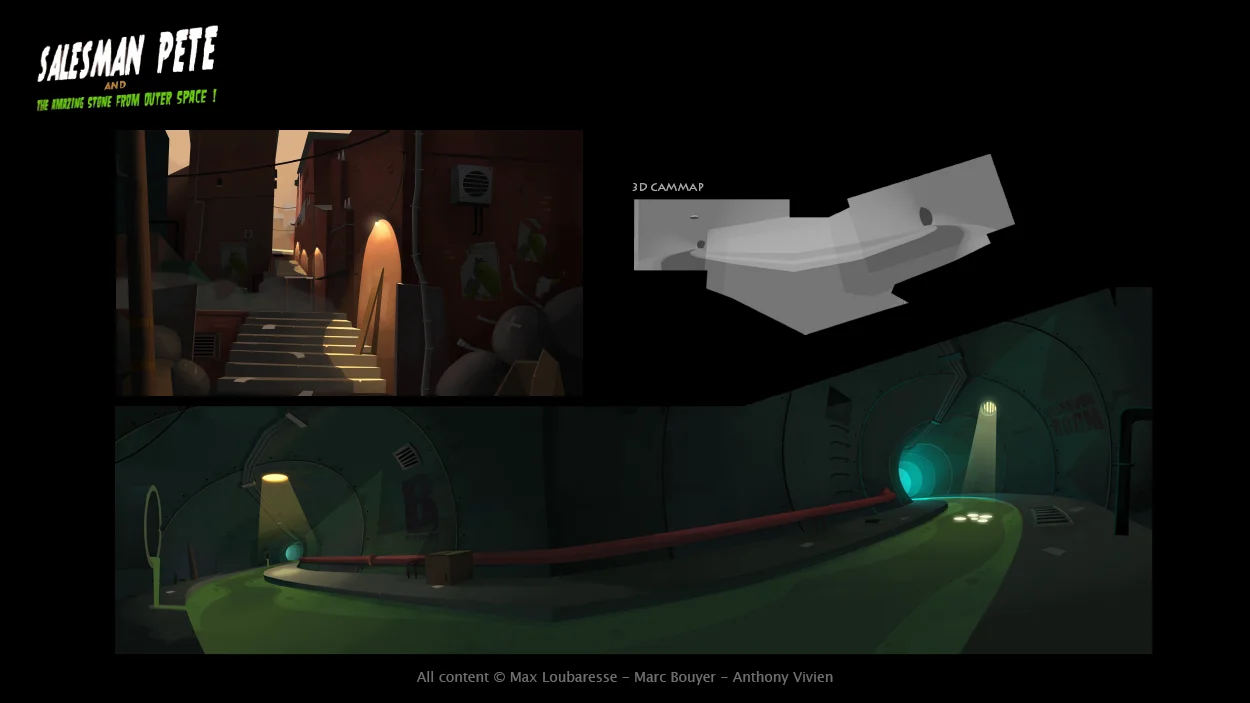 SALESMAN PETE
AND
THE AMAZING STONE FROM OUTER SPACE !
3D CAMMAP
B
All content © Max Loubaresse – Marc Bouyer – Anthony Vivien